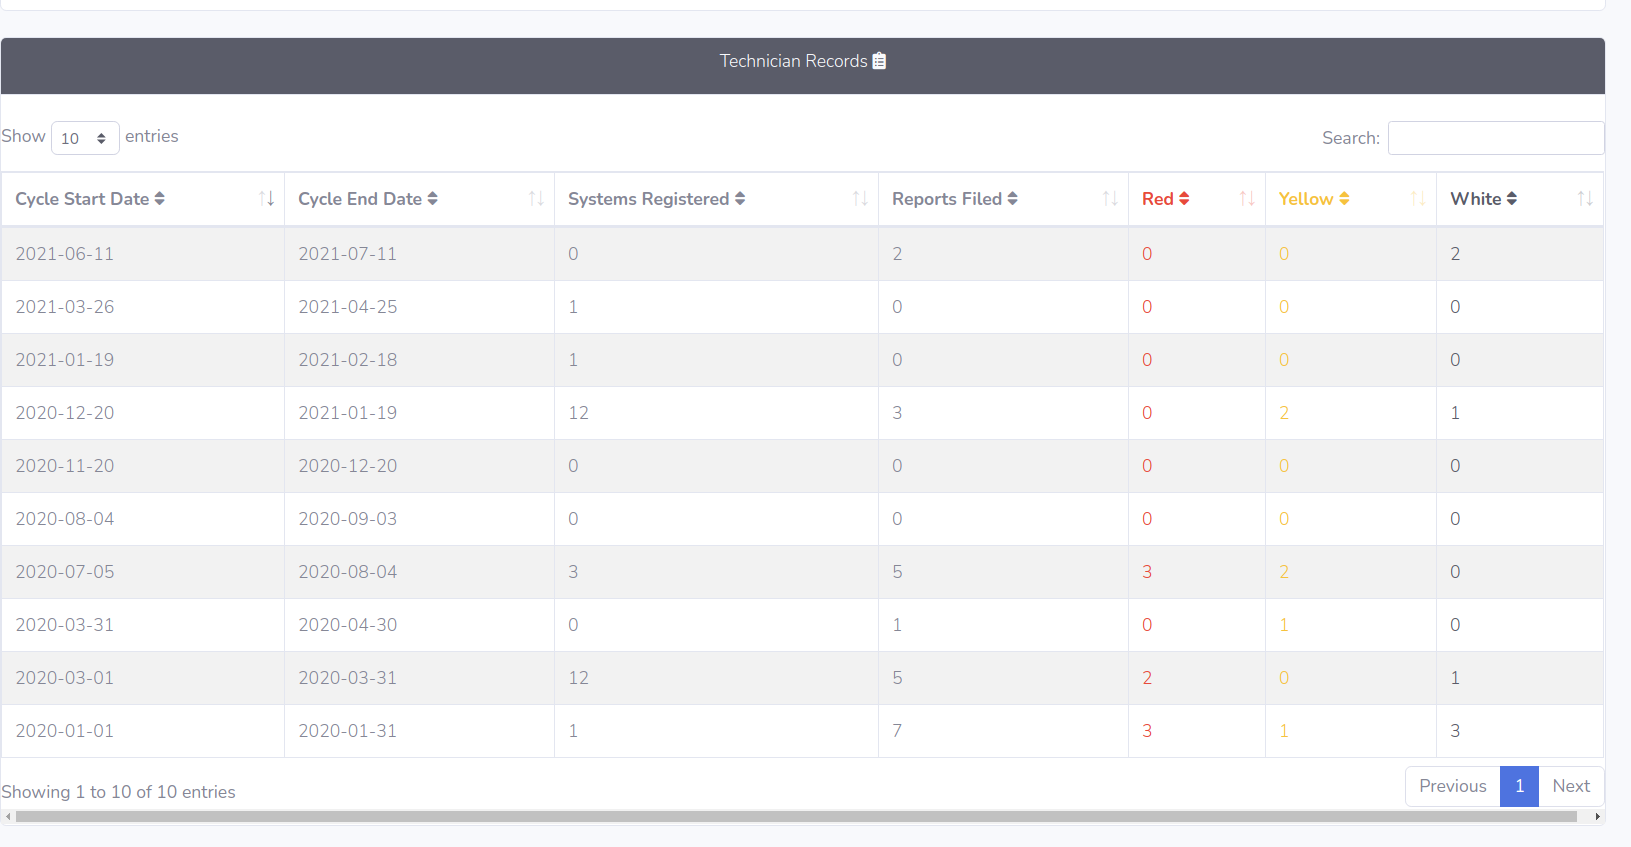 Technician Records
Show 10 entries
Search:
Cycle Start Date Cycle End Date Systems Registered Reports Filed Red Yellow White
2021-06-11 2021-07-11 0 2 0 0 2
2021-03-26 2021-04-25 1 0 0 0 0
2021-01-19 2021-02-18 1 0 0 0 0
2020-12-20 2021-01-19 12 3 0 2 1
2020-11-20 2020-12-20 0 0 0 0 0
2020-08-04 2020-09-03 0 0 0 0 0
2020-07-05 2020-08-04 3 5 3 2 0
2020-03-31 2020-04-30 0 1 0 1 0
2020-03-01 2020-03-31 12 5 2 0 1
2020-01-01 2020-01-31 1 7 3 1 3
Showing 1 to 10 of 10 entries
Previous 1 Next